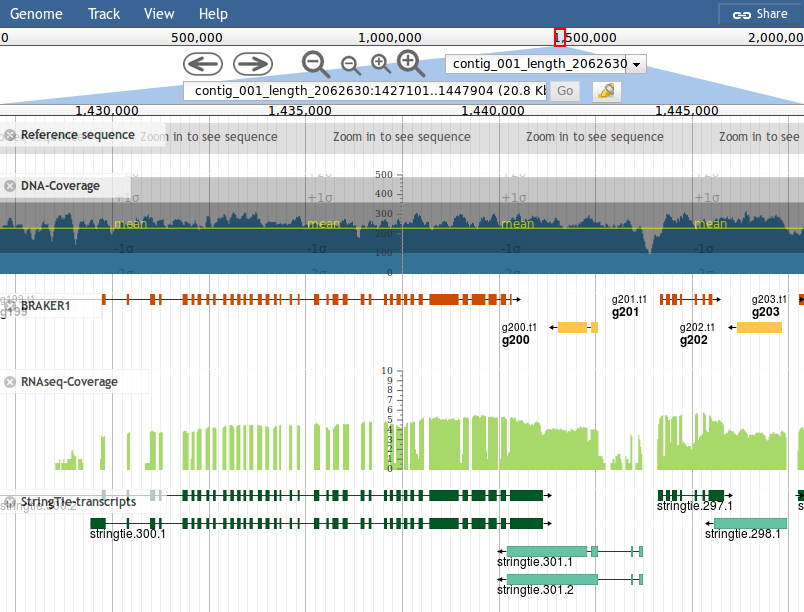 Genome Track View Help Share
0 500,000 1,000,000 1,500,000 2,000,00
contig_001_length_2062630
contig_001_length_2062630:1427101..1447904 (20.8 Kb Go
1,430,000 1,435,000 1,440,000 1,445,000
Reference sequence Zoom in to see sequence Zoom in to see sequence Zoom in to see sequence Zoom in to see
DNA-Coverage
500
400
300
200
100
0
+1σ +1σ +1σ +1σ
mean mean mean mean
-1σ -1σ -1σ -1σ
BRAKER1
g201.t1 g203.t1
g201 g203
g200.t1 g202.t1
g200 g202
RNAseq-Coverage
10
9
8
7
6
5
4
3
2
1
0
StringTie-transcripts
stringtie.297.1
stringtie.300.1 stringtie.298.1
stringtie.301.1
stringtie.301.2